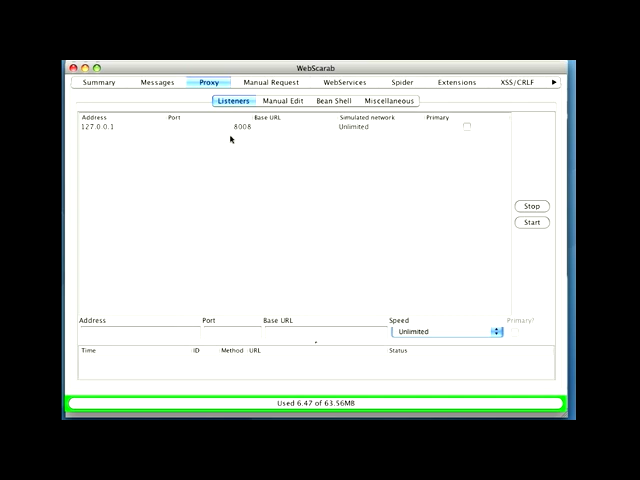 WebScarab
Summary Messages Proxy Manual Request WebServices Spider Extensions XSS/CRLF
Listeners Manual Edit Bean Shell Miscellaneous
Address Port Base URL Simulated network Primary
127.0.0.1 8008 Unlimited
Stop
Start
Address Port Base URL Speed Primary?
Unlimited
Time ID Method URL Status
Used 6.47 of 63.56MB